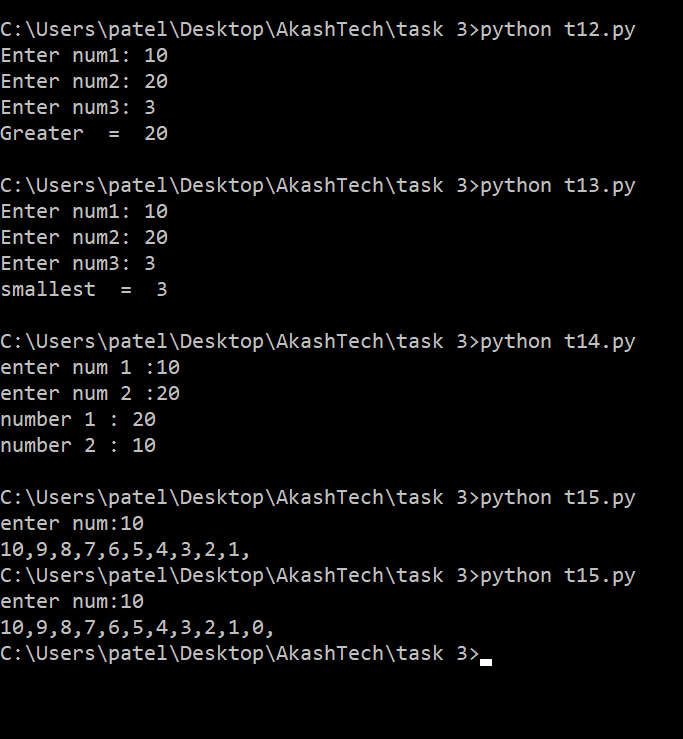 C:\Users\patel\Desktop\AkashTech\task 3>python t12.py
Enter num1: 10
Enter num2: 20
Enter num3: 3
Greater  =  20
C:\Users\patel\Desktop\AkashTech\task 3>python t13.py
Enter num1: 10
Enter num2: 20
Enter num3: 3
smallest  =  3
C:\Users\patel\Desktop\AkashTech\task 3>python t14.py
enter num 1 :10
enter num 2 :20
number 1 : 20
number 2 : 10
C:\Users\patel\Desktop\AkashTech\task 3>python t15.py
enter num:10
10,9,8,7,6,5,4,3,2,1,
C:\Users\patel\Desktop\AkashTech\task 3>python t15.py
enter num:10
10,9,8,7,6,5,4,3,2,1,0,
C:\Users\patel\Desktop\AkashTech\task 3>